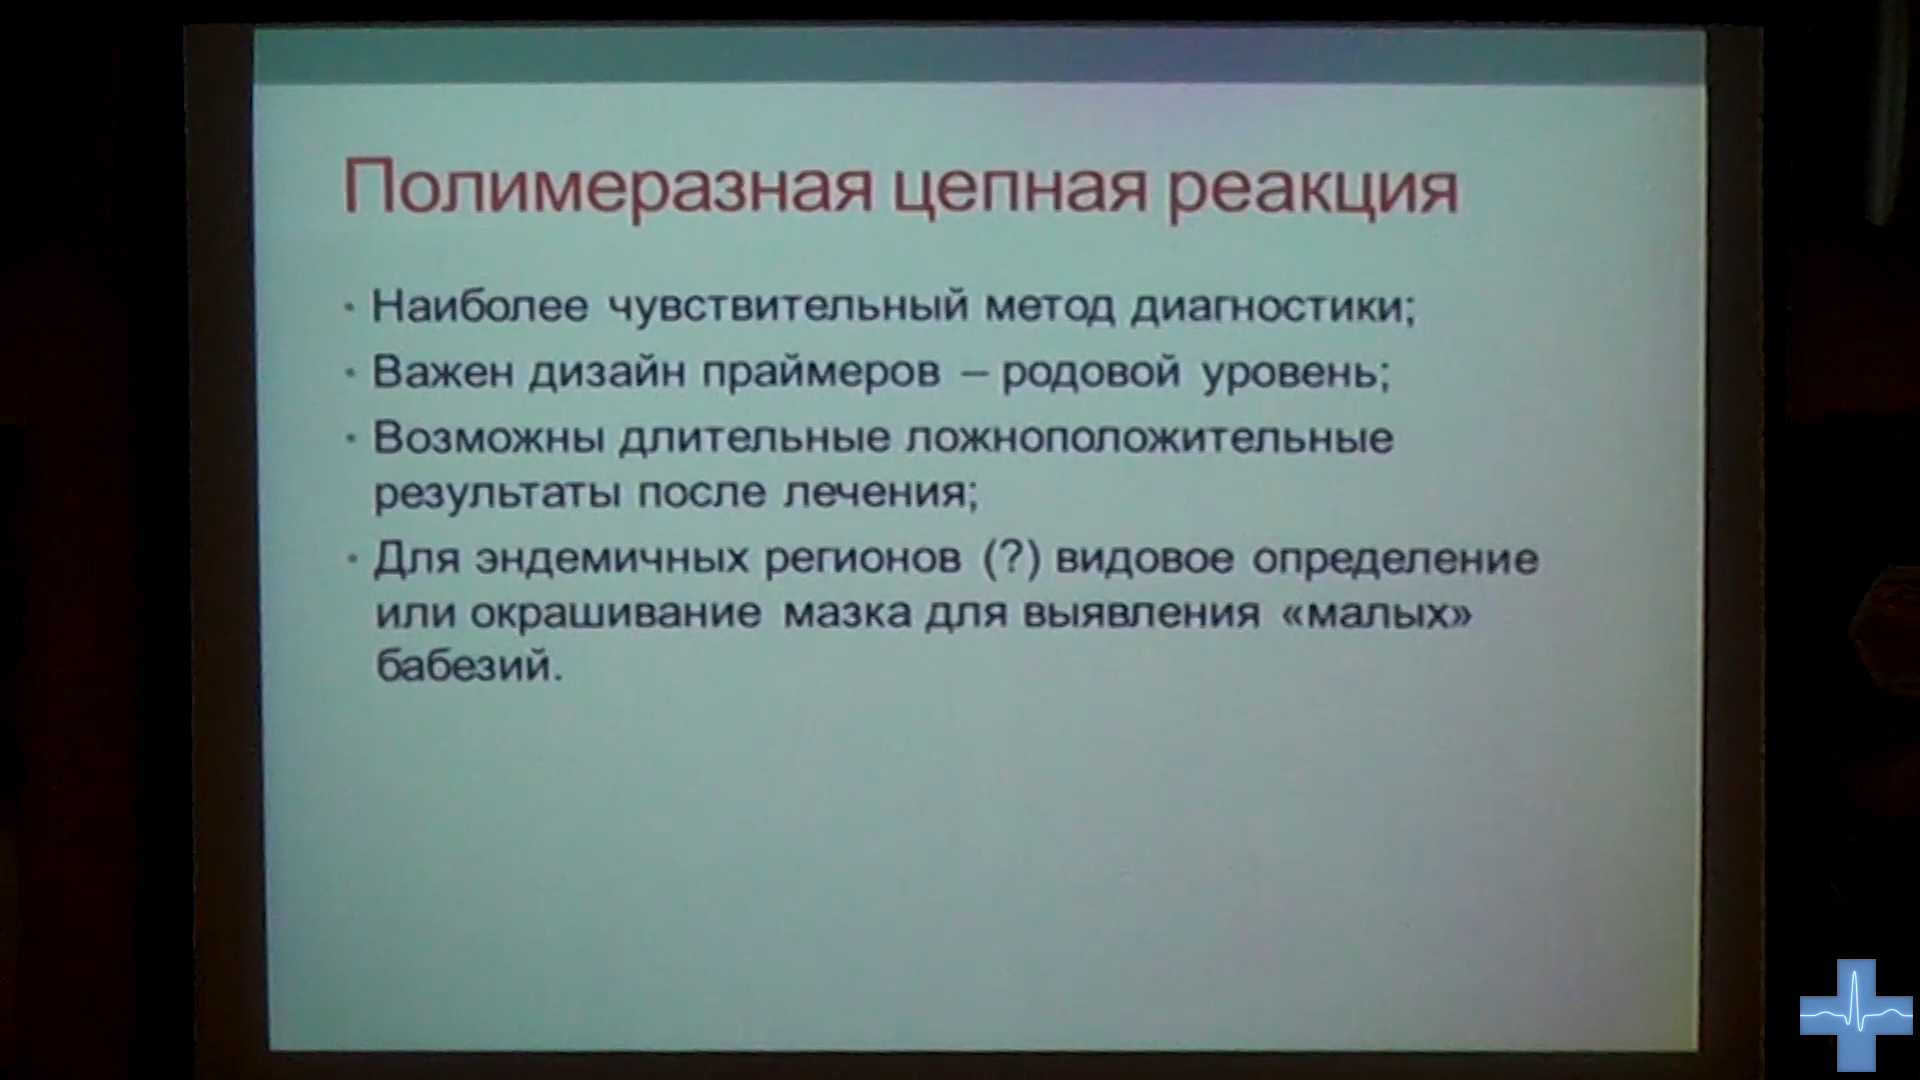 Полимеразная цепная реакция
• Наиболее чувствительный метод диагностики;
• Важен дизайн праймеров – родовой уровень;
• Возможны длительные ложноположительные
результаты после лечения;
• Для эндемичных регионов (?) видовое определение
или окрашивание мазка для выявления «малых»
бабезий.